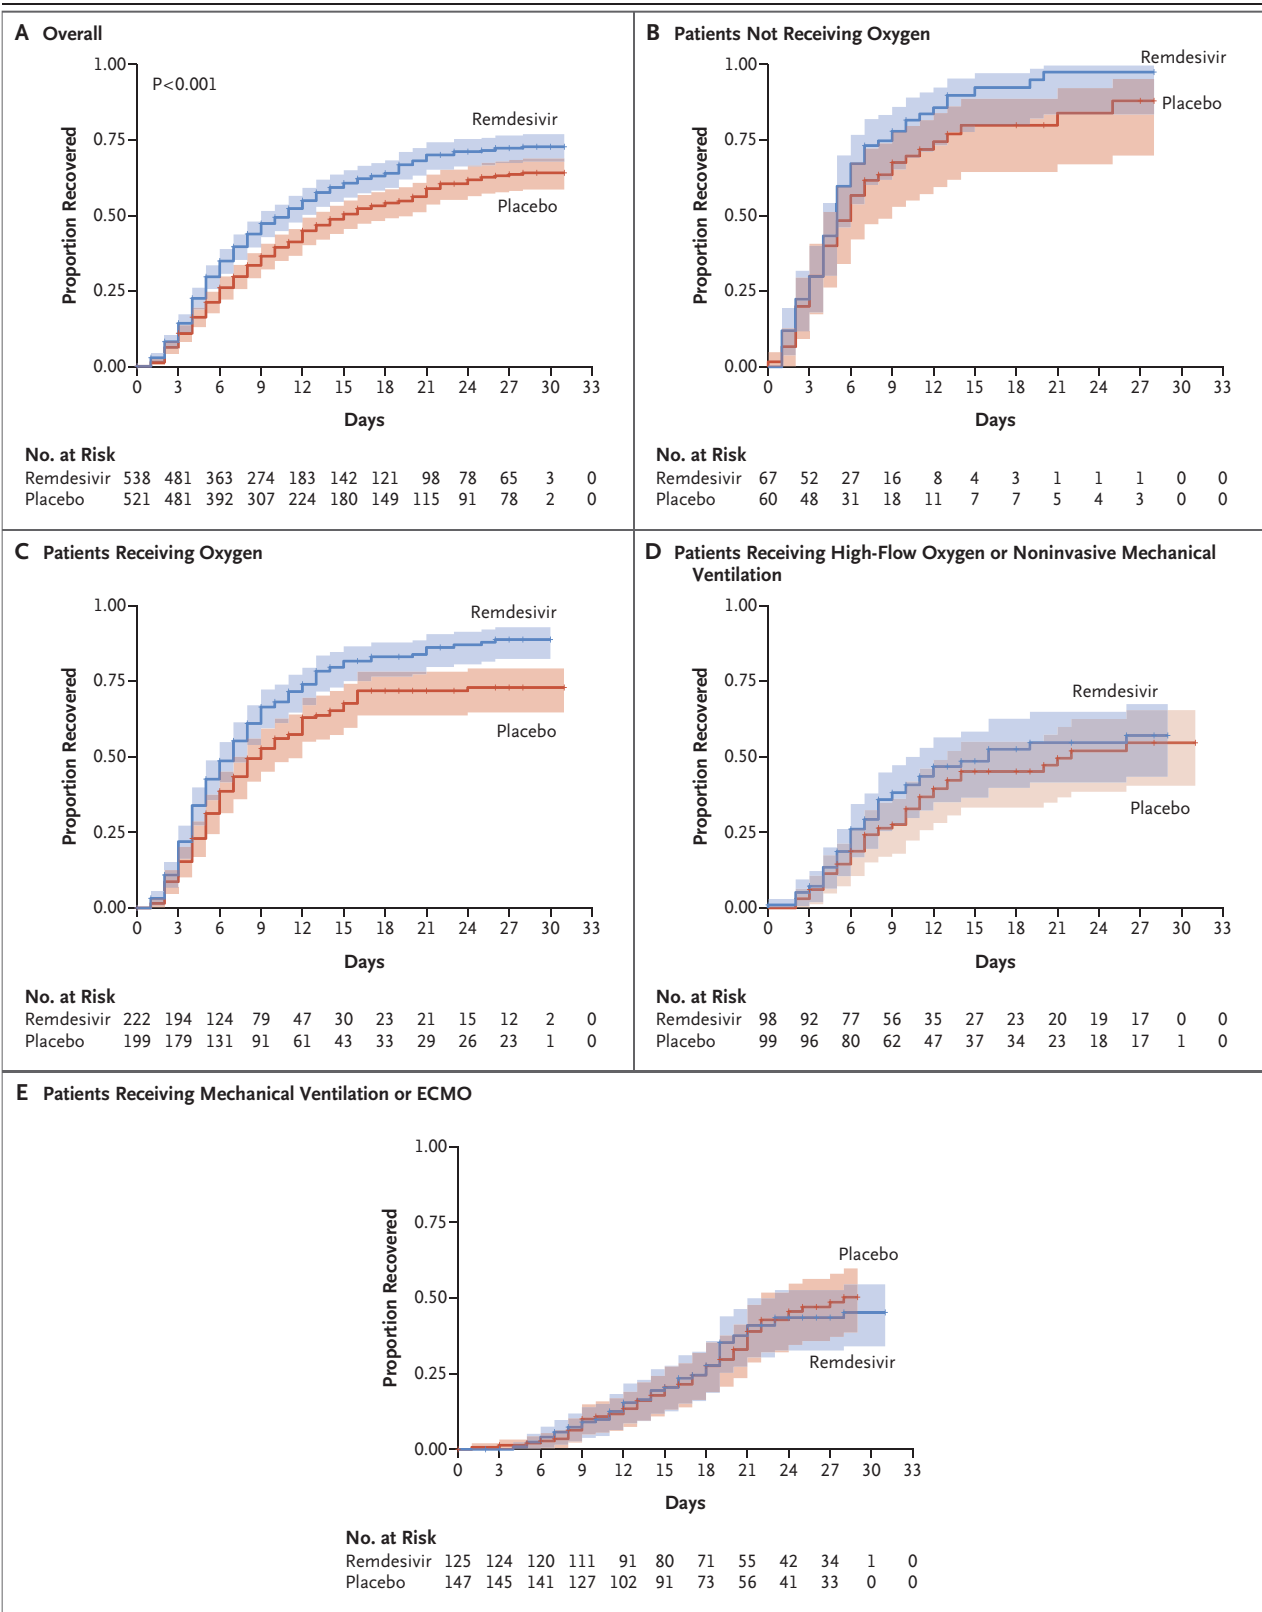 A Overall
P<0.001
1.00
0.75
0.50
0.25
0.00
Proportion Recovered
Remdesivir
Placebo
0 3 6 9 12 15 18 21 24 27 30 33
Days
No. at Risk
Remdesivir 538 481 363 274 183 142 121 98 78 65 3 0
Placebo 521 481 392 307 224 180 149 115 91 78 2 0
B Patients Not Receiving Oxygen
1.00
0.75
0.50
0.25
0.00
Proportion Recovered
Remdesivir
Placebo
0 3 6 9 12 15 18 21 24 27 30 33
Days
No. at Risk
Remdesivir 67 52 27 16 8 4 3 1 1 1 0 0
Placebo 60 48 31 18 11 7 7 5 4 3 0 0
C Patients Receiving Oxygen
1.00
0.75
0.50
0.25
0.00
Proportion Recovered
Remdesivir
Placebo
0 3 6 9 12 15 18 21 24 27 30 33
Days
No. at Risk
Remdesivir 222 194 124 79 47 30 23 21 15 12 2 0
Placebo 199 179 131 91 61 43 33 29 26 23 1 0
D Patients Receiving High-Flow Oxygen or Noninvasive Mechanical
Ventilation
1.00
0.75
0.50
0.25
0.00
Proportion Recovered
Remdesivir
Placebo
0 3 6 9 12 15 18 21 24 27 30 33
Days
No. at Risk
Remdesivir 98 92 77 56 35 27 23 20 19 17 0 0
Placebo 99 96 80 62 47 37 34 23 18 17 1 0
E Patients Receiving Mechanical Ventilation or ECMO
1.00
0.75
0.50
0.25
0.00
Proportion Recovered
Placebo
Remdesivir
0 3 6 9 12 15 18 21 24 27 30 33
Days
No. at Risk
Remdesivir 125 124 120 111 91 80 71 55 42 34 1 0
Placebo 147 145 141 127 102 91 73 56 41 33 0 0